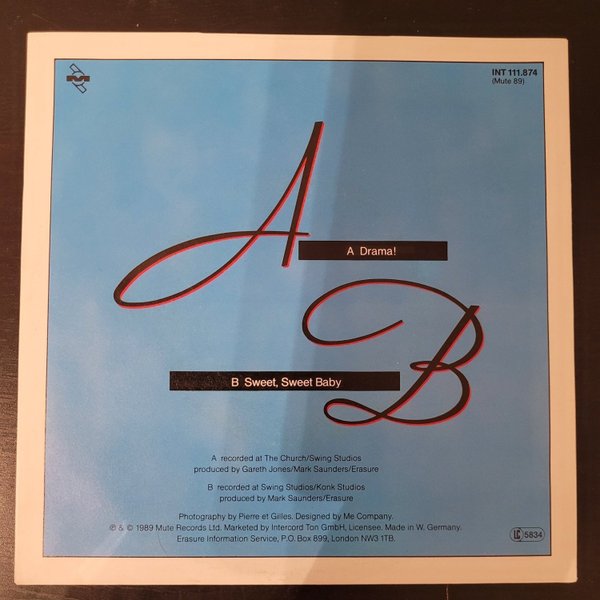 INT 111.874
(Mute 89)
A
A Drama!
B
B Sweet, Sweet Baby
A recorded at The Church/Swing Studios
produced by Gareth Jones/Mark Saunders/Erasure
B recorded at Swing Studios/Konk Studios
produced by Mark Saunders/Erasure
Photography by Pierre et Gilles. Designed by Me Company.
℗ & © 1989 Mute Records Ltd. Marketed by Intercord Ton GmbH, Licensee. Made in W. Germany.
Erasure Information Service, P.O. Box 899, London NW3 1TB.
LC 5834